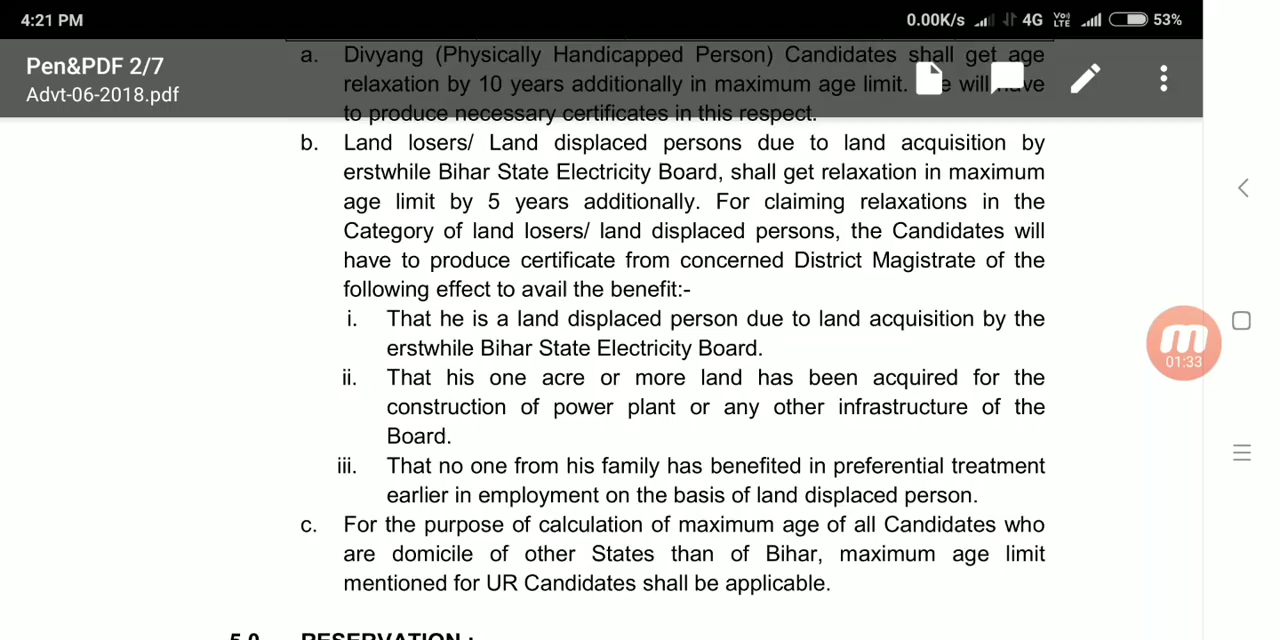 4:21 PM
0.00K/s 4G VoLTE 53%
Pen&PDF 2/7
Advt-06-2018.pdf
a. Divyang (Physically Handicapped Person) Candidates shall get age
relaxation by 10 years additionally in maximum age limit. will have
to produce necessary certificates in this respect.
b. Land losers/ Land displaced persons due to land acquisition by
erstwhile Bihar State Electricity Board, shall get relaxation in maximum
age limit by 5 years additionally. For claiming relaxations in the
Category of land losers/ land displaced persons, the Candidates will
have to produce certificate from concerned District Magistrate of the
following effect to avail the benefit:-
i. That he is a land displaced person due to land acquisition by the
erstwhile Bihar State Electricity Board.
ii. That his one acre or more land has been acquired for the
construction of power plant or any other infrastructure of the
Board.
iii. That no one from his family has benefited in preferential treatment
earlier in employment on the basis of land displaced person.
c. For the purpose of calculation of maximum age of all Candidates who
are domicile of other States than of Bihar, maximum age limit
mentioned for UR Candidates shall be applicable.
5.0 RESERVATION :
m
01:33